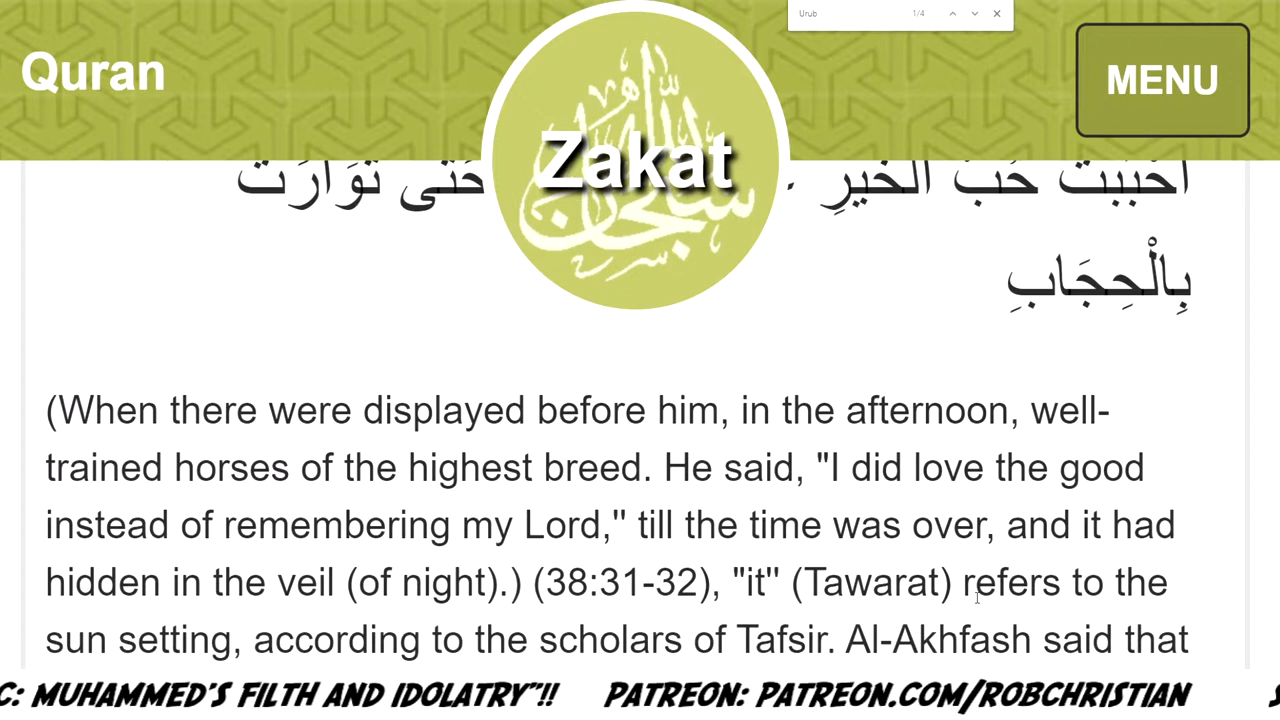 Urub 1/4
Quran
MENU
Zakat
أَحْبَبْتُ حُبَّ الْخَيْرِ حَتَّى تَوَارَتْ
بِالْحِجَابِ
(When there were displayed before him, in the afternoon, well-
trained horses of the highest breed. He said, "I did love the good
instead of remembering my Lord,'' till the time was over, and it had
hidden in the veil (of night).) (38:31-32), "it'' (Tawarat) refers to the
sun setting, according to the scholars of Tafsir. Al-Akhfash said that
C: MUHAMMED'S FILTH AND IDOLATRY"!! PATREON: PATREON.COM/ROBCHRISTIAN